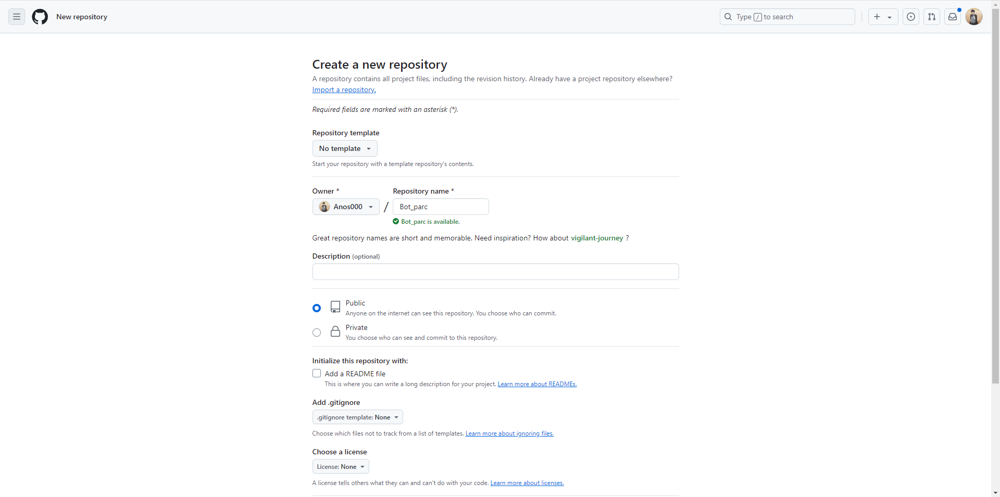 New repository
Type / to search
Create a new repository
A repository contains all project files, including the revision history. Already have a project repository elsewhere?
Import a repository.
Required fields are marked with an asterisk (*).
Repository template
No template
Start your repository with a template repository's contents.
Owner * Repository name *
Anos000 / Bot_parc
Bot_parc is available.
Great repository names are short and memorable. Need inspiration? How about vigilant-journey ?
Description (optional)
Public
Anyone on the internet can see this repository. You choose who can commit.
Private
You choose who can see and commit to this repository.
Initialize this repository with:
Add a README file
This is where you can write a long description for your project. Learn more about READMEs.
Add .gitignore
.gitignore template: None
Choose which files not to track from a list of templates. Learn more about ignoring files.
Choose a license
License: None
A license tells others what they can and can't do with your code. Learn more about licenses.